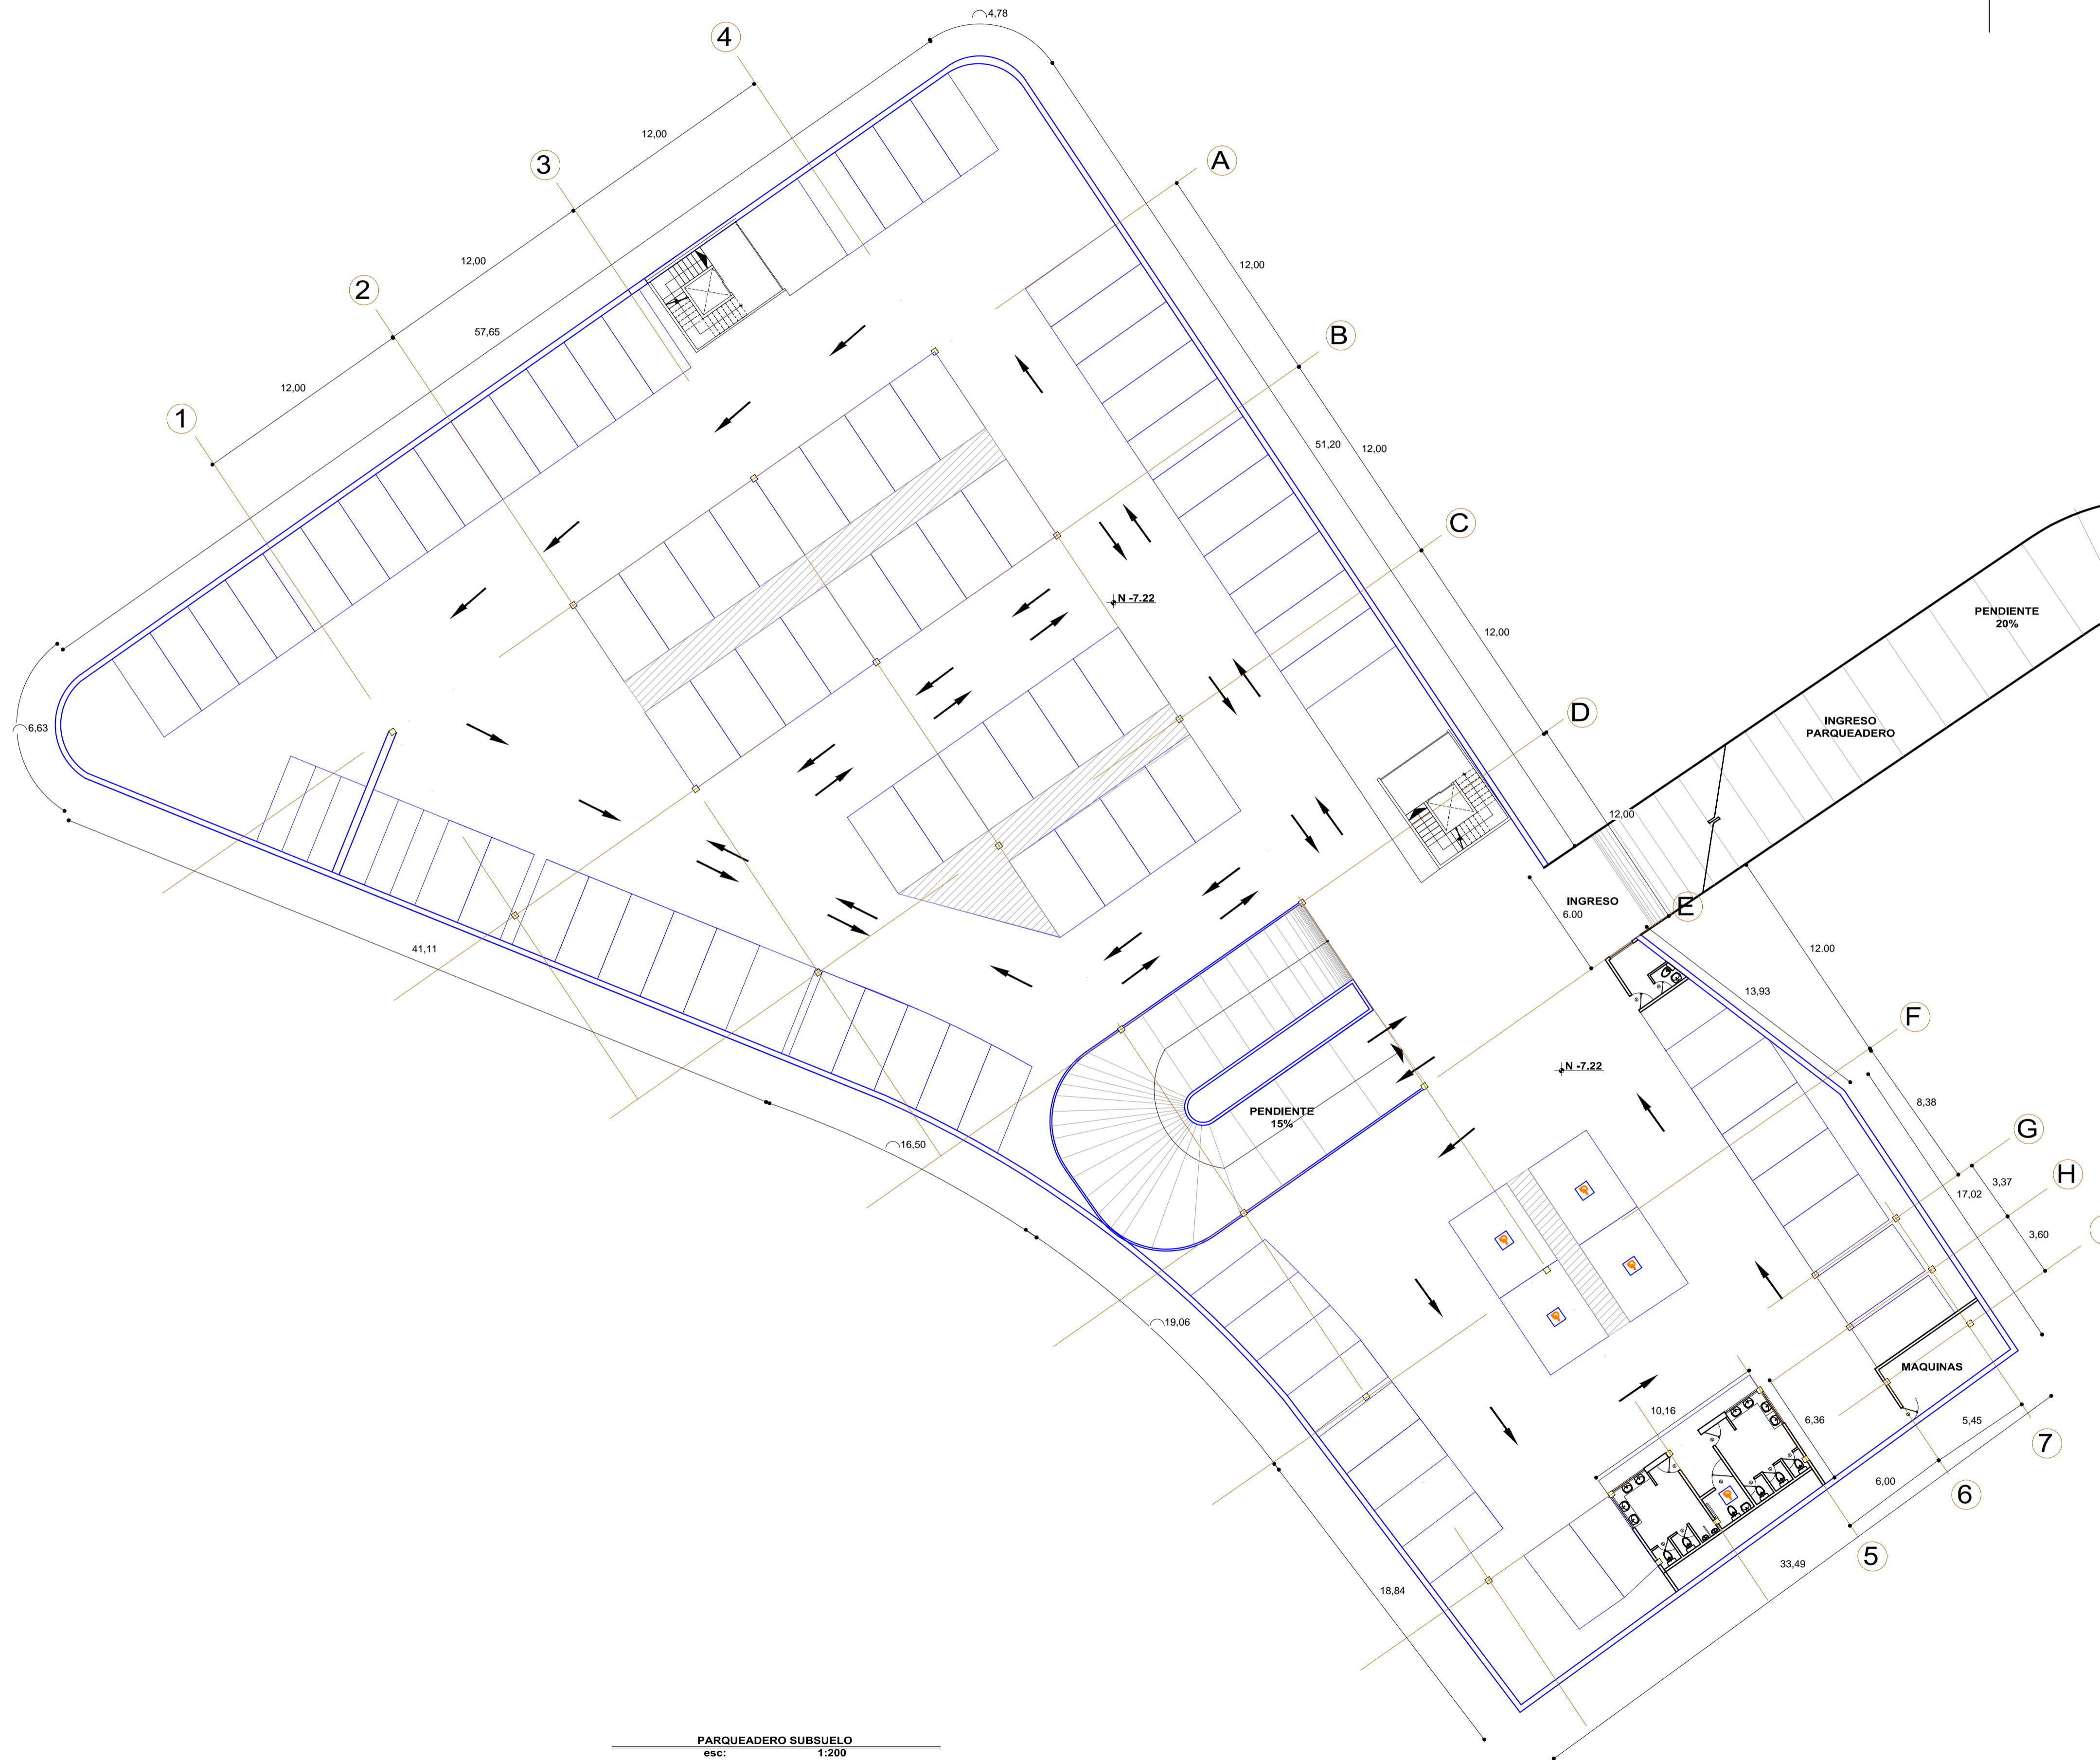 4,78
4
12,00
3
A
12,00
12,00
2
B
57,65
12,00
51,20
12,00
1
C
N -7.22
12,00
PENDIENTE
20%
D
6,63
INGRESO
PARQUEADERO
12,00
INGRESO
6.00
E
41,11
12.00
13,93
F
N -7.22
8,38
PENDIENTE
15%
G
16,50
H
3,37
17,02
3,60
19,06
MAQUINAS
10,16
6,36
5,45
7
6,00
6
5
33,49
18,84
PARQUEADERO SUBSUELO
esc: 1:200